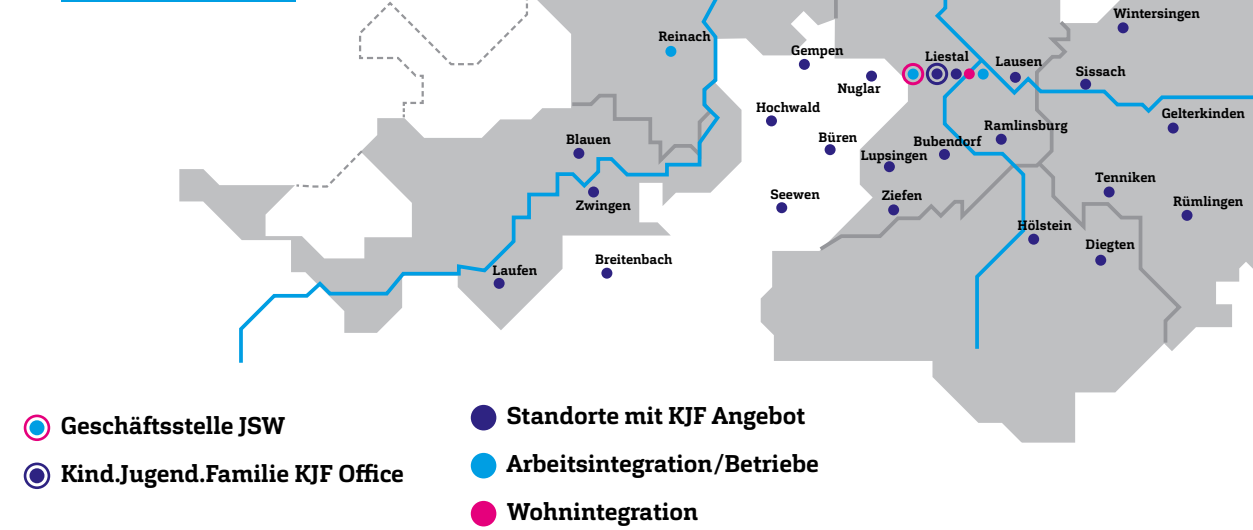 Wintersingen
Reinach
Gempen
Liestal
Lausen
Sissach
Nuglar
Hochwald
Gelterkinden
Ramlinsburg
Blauen
Büren
Bubendorf
Lupsingen
Tenniken
Seewen
Ziefen
Rümlingen
Zwingen
Hölstein
Diegten
Breitenbach
Laufen
Geschäftsstelle JSW
Kind.Jugend.Familie KJF Office
Standorte mit KJF Angebot
Arbeitsintegration/Betriebe
Wohnintegration